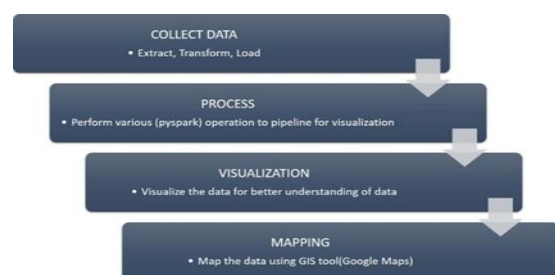 COLLECT DATA
• Extract, Transform, Load
PROCESS
• Perform various (pyspark) operation to pipeline for visualization
VISUALIZATION
• Visualize the data for better understanding of data
MAPPING
• Map the data using GIS tool(Google Maps)